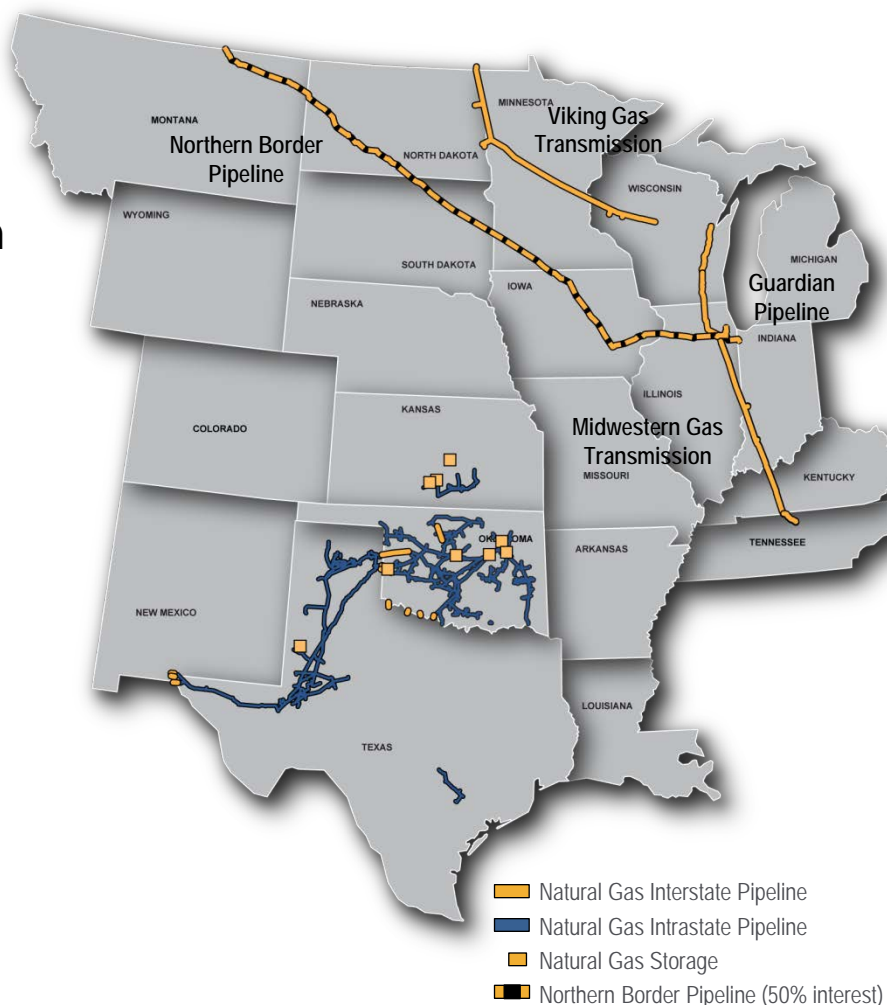 MONTANA
Northern Border
Pipeline
NORTH DAKOTA
MINNESOTA
Viking Gas
Transmission
WISCONSIN
WYOMING
SOUTH DAKOTA
MICHIGAN
Guardian
Pipeline
IOWA
NEBRASKA
INDIANA
ILLINOIS
COLORADO
KANSAS
Midwestern Gas
Transmission
MISSOURI
KENTUCKY
TENNESSEE
ARKANSAS
NEW MEXICO
LOUISIANA
TEXAS
n
Natural Gas Interstate Pipeline
Natural Gas Intrastate Pipeline
Natural Gas Storage
Northern Border Pipeline (50% interest)